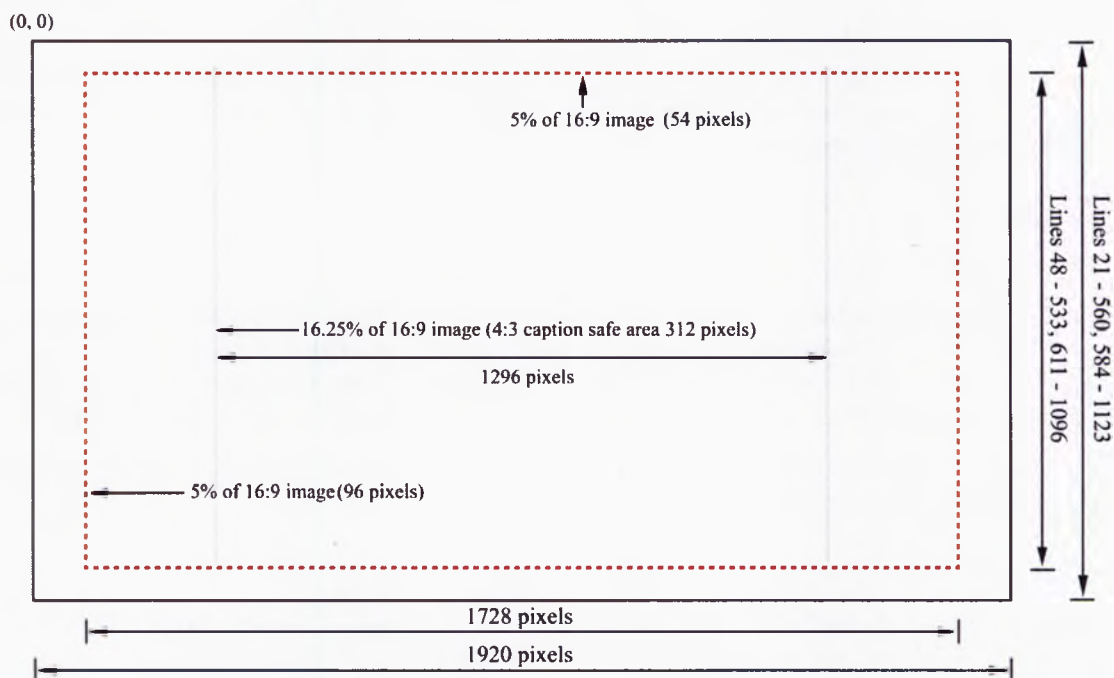 (0, 0)
5% of 16:9 image (54 pixels)
16.25% of 16:9 image (4:3 caption safe area 312 pixels)
1296 pixels
5% of 16:9 image(96 pixels)
1728 pixels
1920 pixels
Lines 48 - 533, 611 - 1096
Lines 21 - 560, 584 - 1123